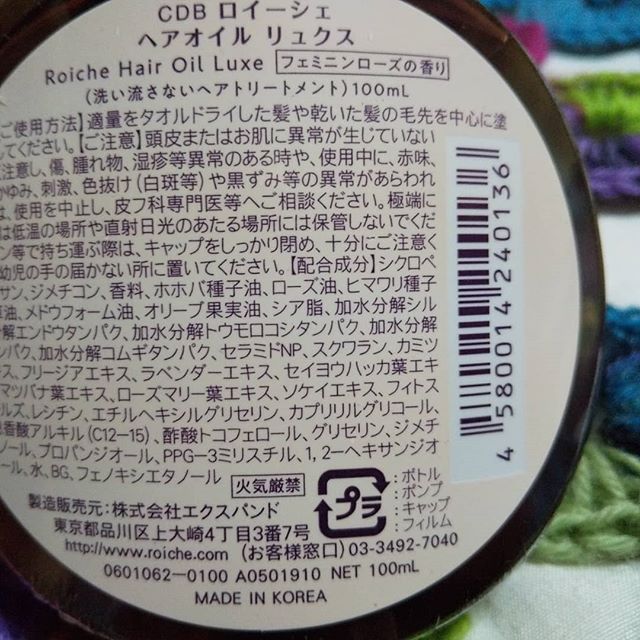 CDB ロイーシェ
ヘアオイル リュクス
Roiche Hair Oil Luxe フェミニンローズの香り
(洗い流さないヘアトリートメント)100mL
ご使用方法】適量をタオルドライした髪や乾いた髪の毛先を中心に塗
してください。【ご注意】頭皮またはお肌に異常が生じていない
注意し、傷、腫れ物、湿疹等異常のある時や、使用中に、赤味、
かゆみ、刺激、色抜け(白斑等)や黒ずみ等の異常があらわれ
は、使用を中止し、皮フ科専門医等へご相談ください。極端に
は低温の場所や直射日光のあたる場所には保管しないでくだ
ン等で持ち運ぶ際は、キャップをしっかり閉め、十分にご注意く
幼児の手の届かない所に置いてください。【配合成分】シクロペ
サン、ジメチコン、香料、ホホバ種子油、ローズ油、ヒマワリ種子
油、メドウフォーム油、オリーブ果実油、シア脂、加水分解シル
分解エンドウタンパク、加水分解トウモロコシタンパク、加水分解
ンパク、加水分解コムギタンパク、セラミドNP、スクワラン、カミツ
キス、フリージアエキス、ラベンダーエキス、セイヨウハッカ葉エキ
マツバナ葉エキス、ローズマリー葉エキス、ソケイエキス、フィトス
ールズ、レシチン、エチルヘキシルグリセリン、カプリリルグリコール、
息香酸アルキル(C12-15)、酢酸トコフェロール、グリセリン、ジメチ
ノール、プロパンジオール、PPG-3ミリスチル、1, 2-ヘキサンジオ
ール、水、BG、フェノキシエタノール
火気厳禁
プラ
:ボトル
・ポンプ
:キャップ
・フィルム
製造販売元:株式会社エクスバンド
東京都品川区上大崎4丁目3番7号
http://www.roiche.com (お客様窓口)03-3492-7040
0601062-0100 A0501910 NET 100mL
MADE IN KOREA
4 580014 240136